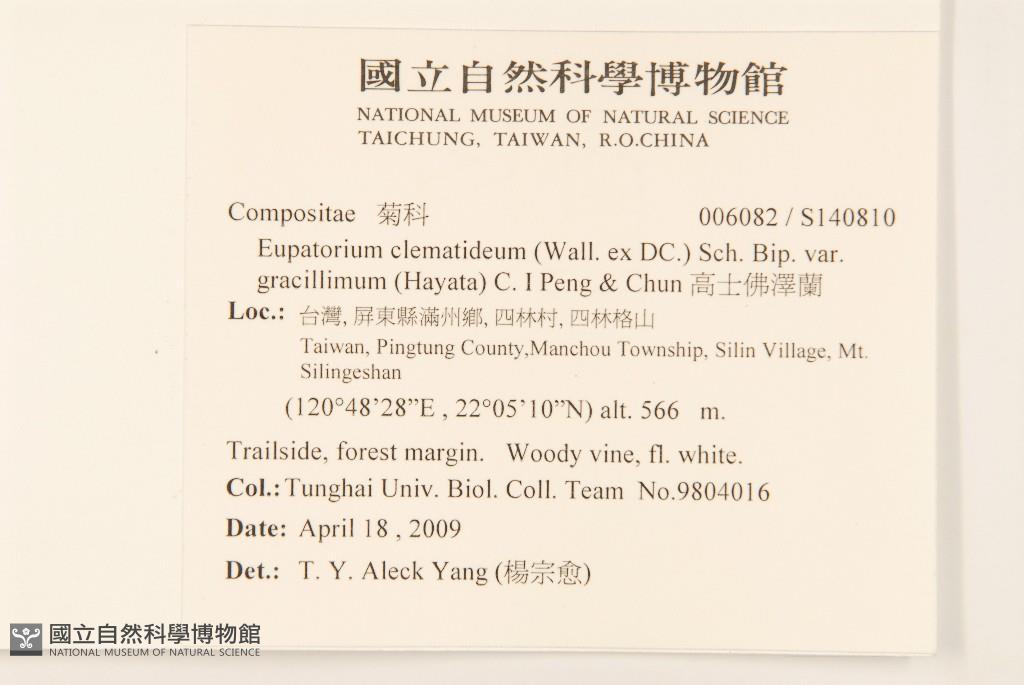 國立自然科學博物館
NATIONAL MUSEUM OF NATURAL SCIENCE
TAICHUNG, TAIWAN, R.O.CHINA
Compositae 菊科 006082 / S140810
Eupatorium clematideum (Wall. ex DC.) Sch. Bip. var.
gracillimum (Hayata) C. I Peng & Chun 高士佛澤蘭
Loc.: 台灣, 屏東縣滿州鄉, 四林村, 四林格山
Taiwan, Pingtung County,Manchou Township, Silin Village, Mt.
Silingeshan
(120°48’28”E , 22°05’10”N) alt. 566 m.
Trailside, forest margin. Woody vine, fl. white.
Col.: Tunghai Univ. Biol. Coll. Team No.9804016
Date: April 18 , 2009
Det.: T. Y. Aleck Yang (楊宗愈)
國立自然科學博物館
NATIONAL MUSEUM OF NATURAL SCIENCE